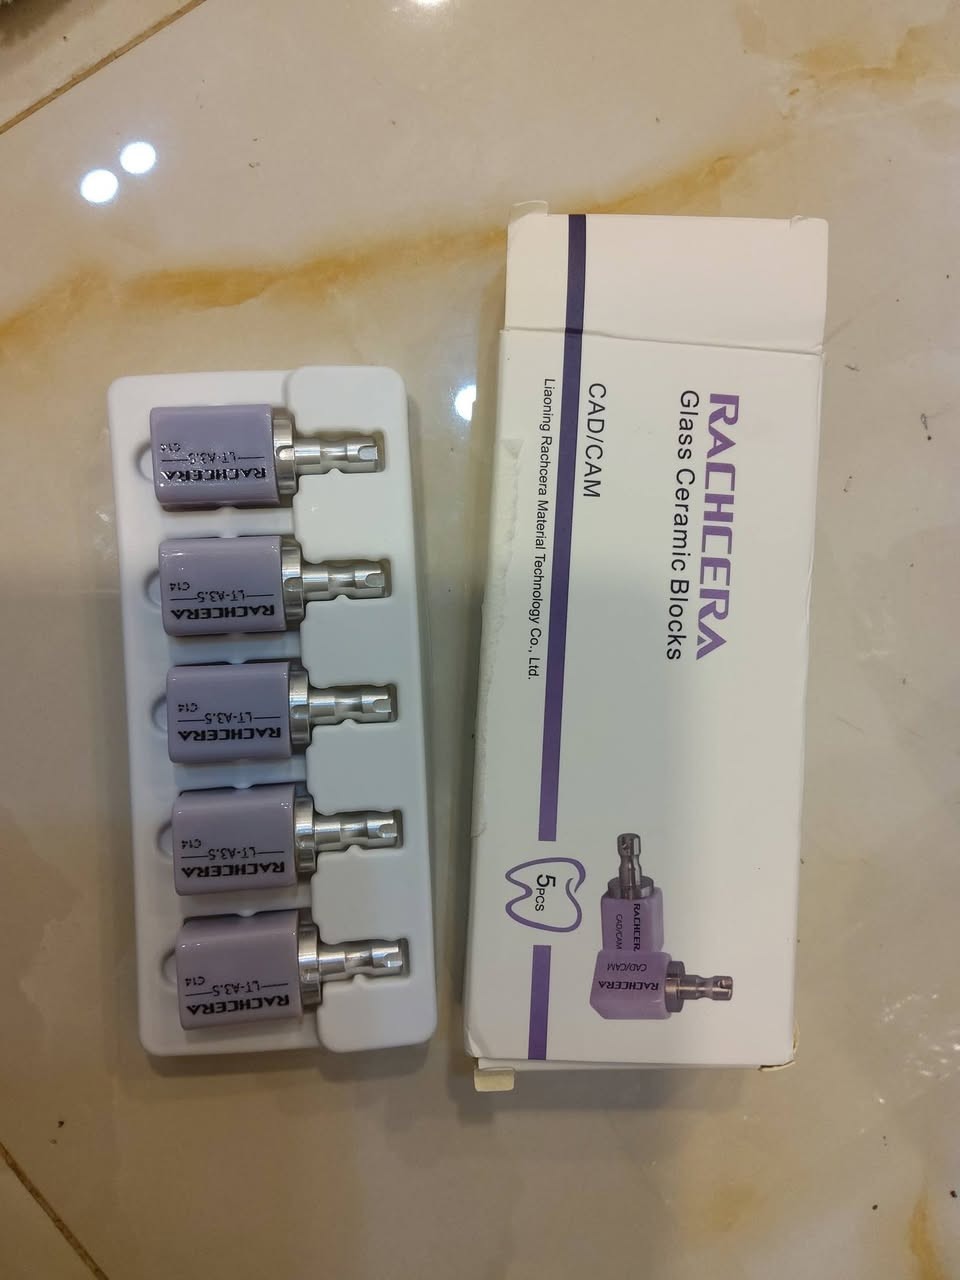 RACHCERA
Glass Ceramic Blocks
CAD/CAM
Liaoning Rachcera Material Technology Co., Ltd.
5PCS
RACHCER
CAD/CAM
RACHCERA
CAD/CAM
RACHCERA
LT-A3.5
C14
RACHCERA
LT-A3.5
C14
RACHCERA
LT-A3.5
C14
RACHCERA
LT-A3.5
C14
RACHCERA
LT-A3.5
C14